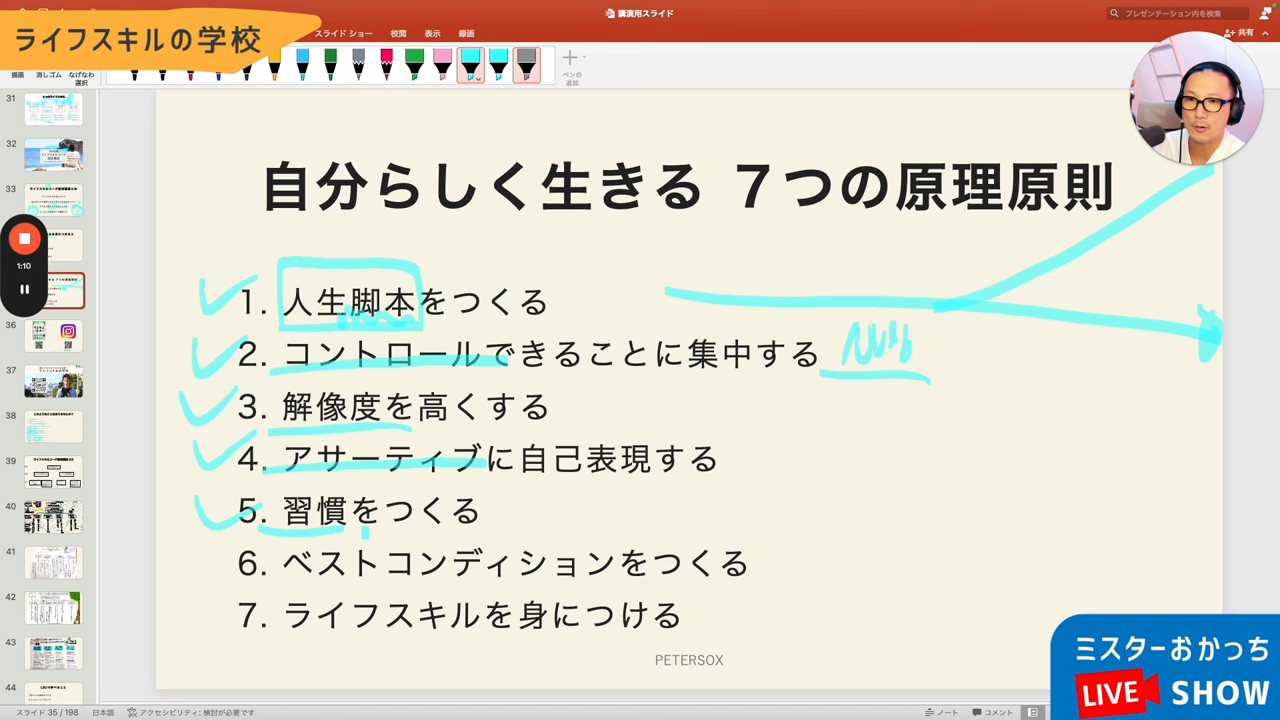 講演用スライド
プレゼンテーション内を検索
ライフスキルの学校
スライド ショー
校閲
表示
録画
共有
描画
消しゴム
なげなわ
選択
ペンの
追加
31
32
33
36
37
38
39
40
41
42
43
44
1:10
自分らしく生きる 7つの原理原則
1. 人生脚本をつくる
2. コントロールできることに集中する
3. 解像度を高くする
4. アサーティブに自己表現する
5. 習慣をつくる
6. ベストコンディションをつくる
7. ライフスキルを身につける
PETERSOX
ミスターおかっち
LIVE SHOW
スライド 35 / 198
日本語
アクセシビリティ: 検討が必要です
ノート
コメント